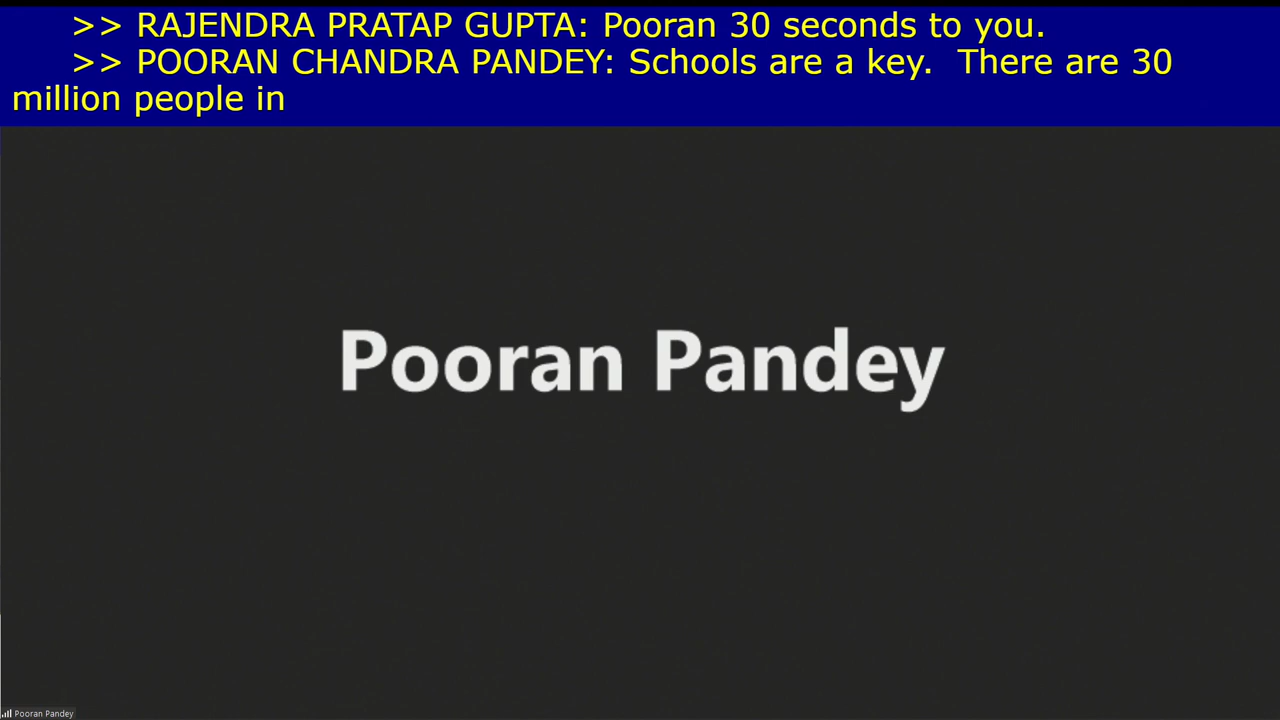 >> RAJENDRA PRATAP GUPTA: Pooran 30 seconds to you.
>> POORAN CHANDRA PANDEY: Schools are a key.  There are 30
million people in
Pooran Pandey
Pooran Pandey